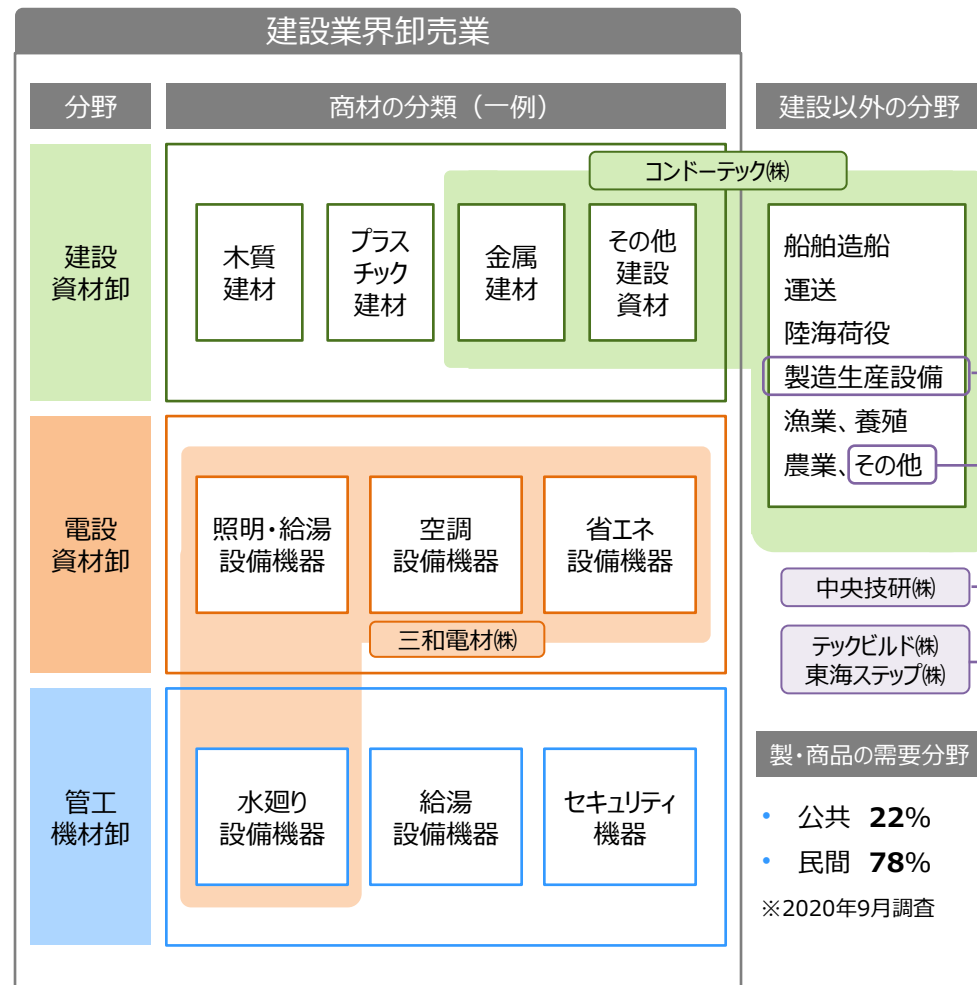 建設業界卸売業
分野
商材の分類（一例）
建設以外の分野
コンドーテック㈱
建設
資材卸
木質
建材
プラス
チック
建材
金属
建材
その他
建設
資材
船舶造船
運送
陸海荷役
製造生産設備
漁業、養殖
農業、その他
電設
資材卸
照明・給湯
設備機器
空調
設備機器
省エネ
設備機器
三和電材㈱
中央技研㈱
テックビルド㈱
東海ステップ㈱
管工
機材卸
水廻り
設備機器
給湯
設備機器
セキュリティ
機器
製・商品の需要分野
• 公共 22%
• 民間 78%
※2020年9月調査